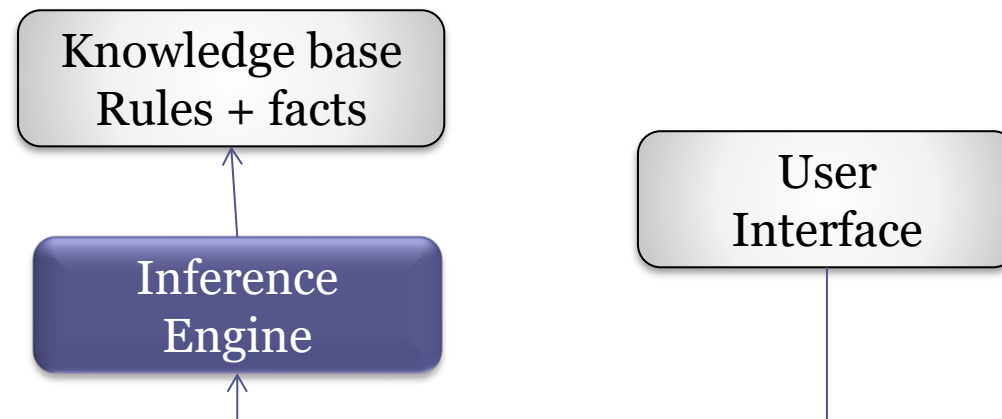 Knowledge base
Rules + facts
User
Interface
Inference
Engine